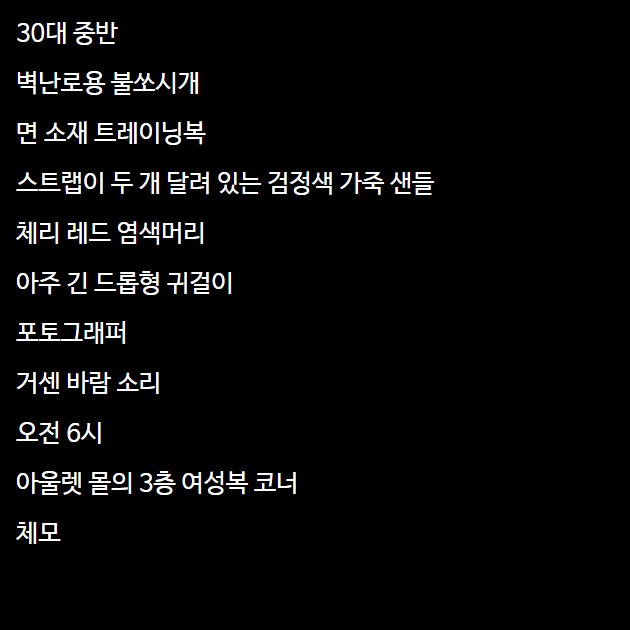 30대 중반
벽난로용 불쏘시개
면 소재 트레이닝복
스트랩이 두 개 달려 있는 검정색 가죽 샌들
체리 레드 염색머리
아주 긴 드롭형 귀걸이
포토그래퍼
거센 바람 소리
오전 6시
아울렛 몰의 3층 여성복 코너
체모